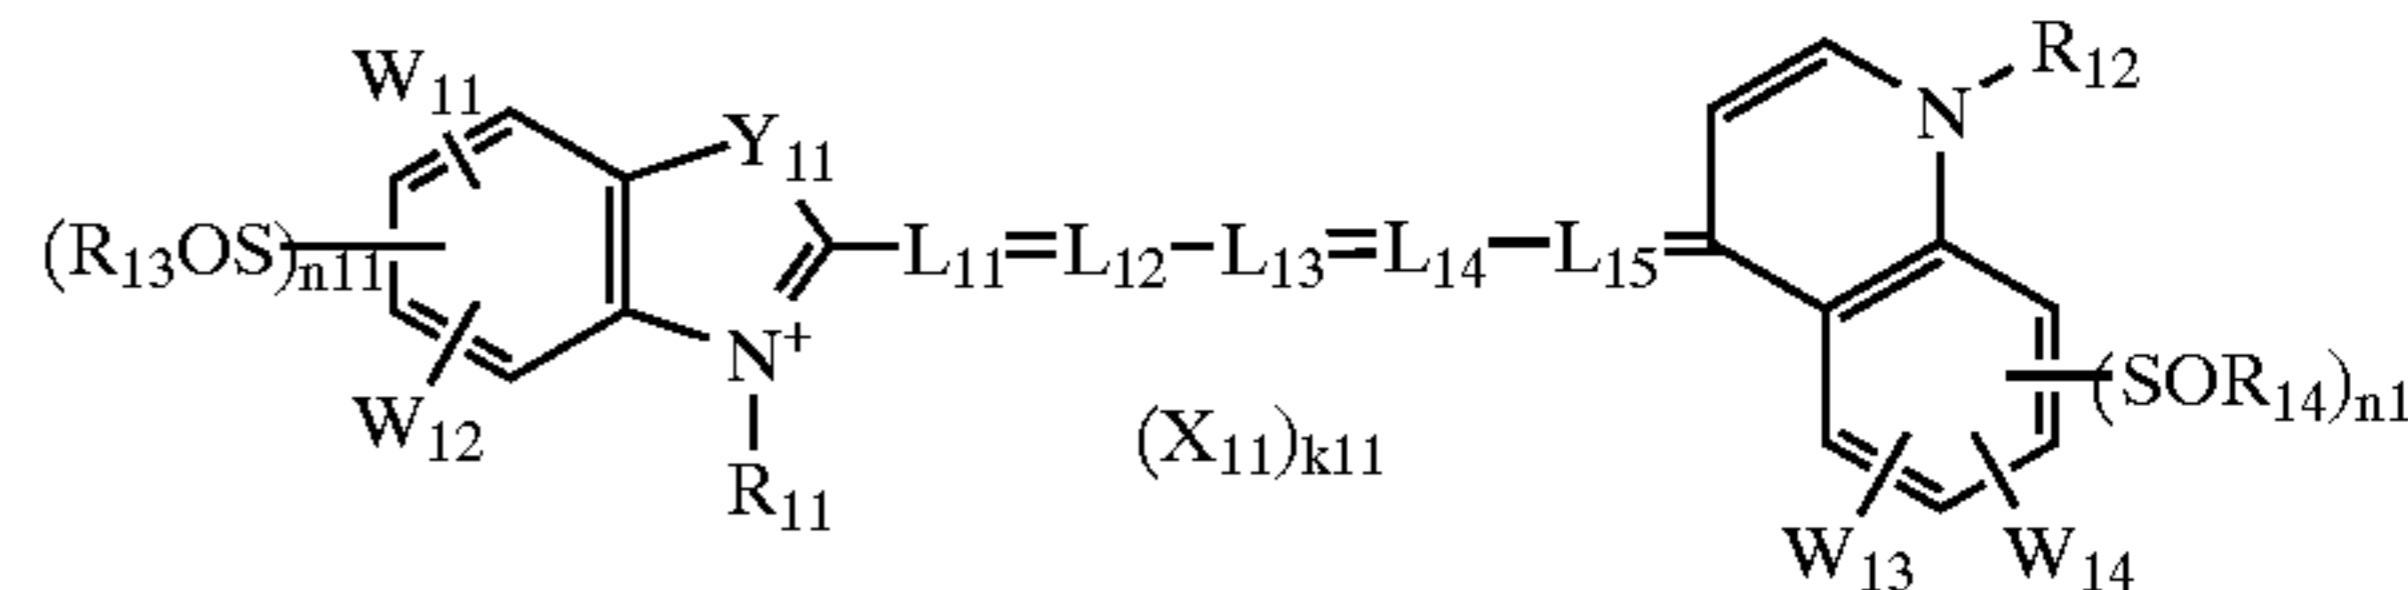 W11
R12
Y11
N
(R13OS)n11
L11=L12–L13=L14–L15=
N+
(SOR14)n1
W12
(X11)k11
R11
W13
W14